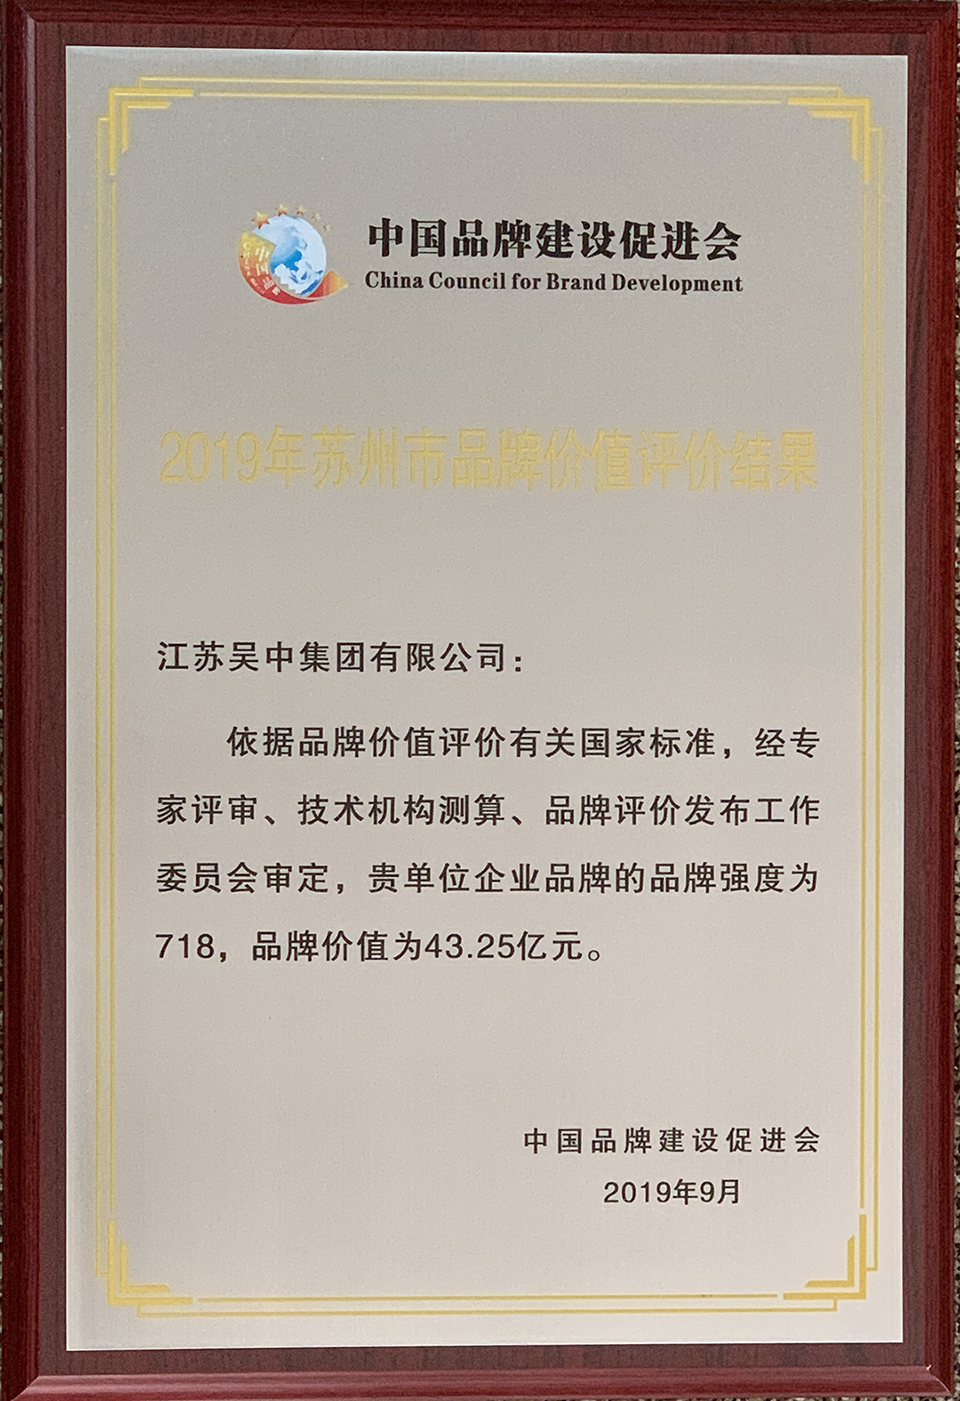 中国品牌建设促进会
China Council for Brand Development
2019年苏州市品牌价值评价结果
江苏吴中集团有限公司：
依据品牌价值评价有关国家标准，经专
家评审、技术机构测算、品牌评价发布工作
委员会审定，贵单位企业品牌的品牌强度为
718，品牌价值为43.25亿元。
中国品牌建设促进会
2019年9月